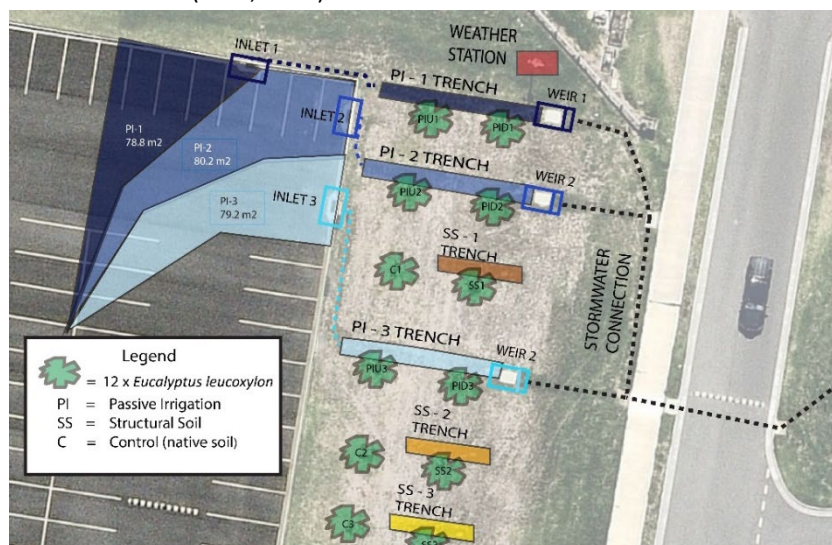 INLET 1
WEATHER
STATION
PI - 1 TRENCH
WEIR 1
INLET 2
PIU1
PID1
PI-1
78.8 m2
PI-2
80.2 m2
PI - 2 TRENCH
WEIR 2
PI-3
79.2 m2
INLET 3
PIU2
PID2
SS - 1
TRENCH
C1
SS1
STORMWATER
CONNECTION
PI - 3 TRENCH
WEIR 2
PIU3
PID3
Legend
= 12 x Eucalyptus leucoxylon
PI = Passive Irrigation
SS = Structural Soil
C = Control (native soil)
SS - 2
TRENCH
C2
SS2
SS - 3
TRENCH
C3
SS3